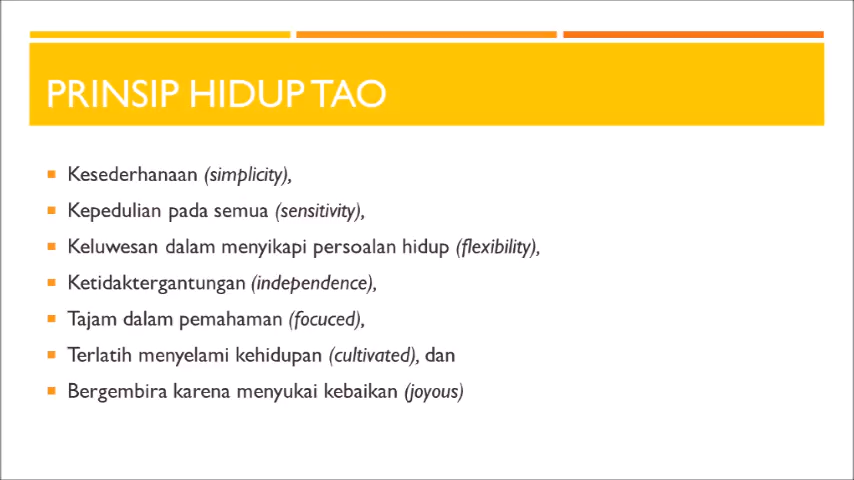 PRINSIP HIDUP TAO
Kesederhanaan (simplicity),
Kepedulian pada semua (sensitivity),
Keluwesan dalam menyikapi persoalan hidup (flexibility),
Ketidaktergantungan (independence),
Tajam dalam pemahaman (focuced),
Terlatih menyelami kehidupan (cultivated), dan
Bergembira karena menyukai kebaikan (joyous)